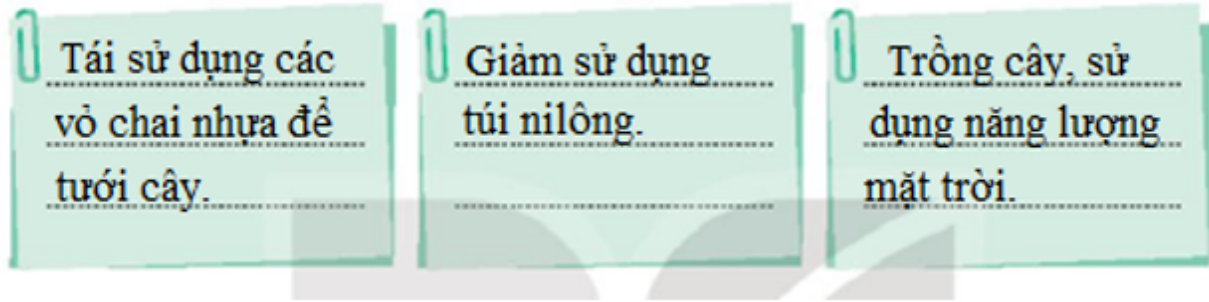 Tái sử dụng các
vỏ chai nhựa để
tưới cây.
Giảm sử dụng
túi nilông.
Trồng cây, sử
dụng năng lượng
mặt trời.